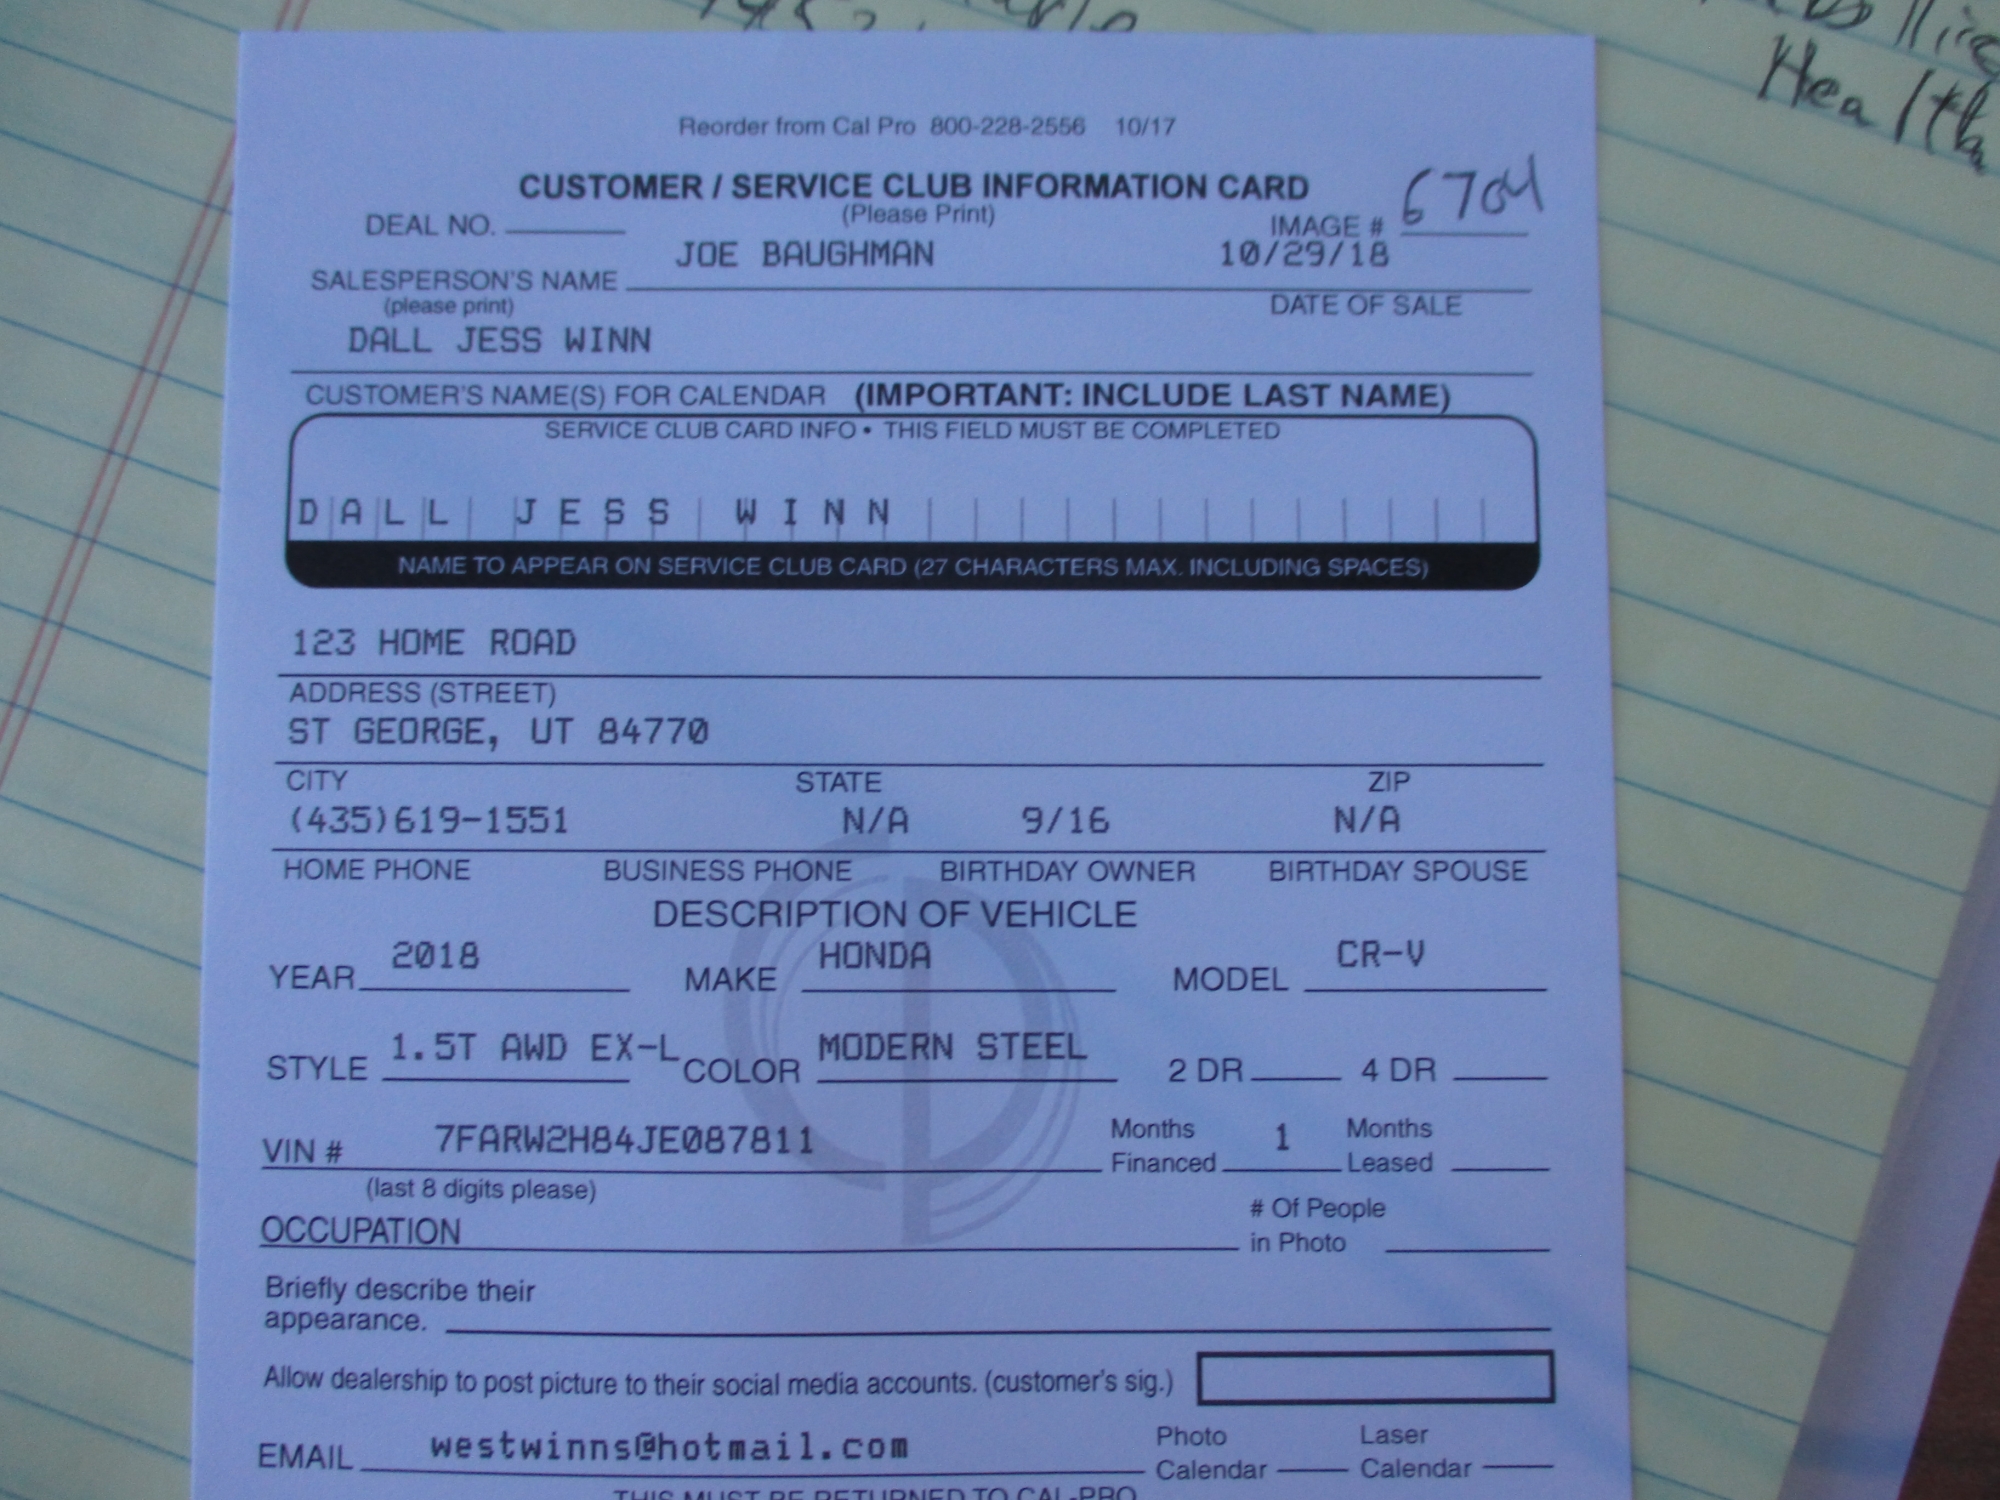 Reorder from Cal Pro 800-228-2556 10/17
CUSTOMER / SERVICE CLUB INFORMATION CARD
(Please Print)
DEAL NO.
IMAGE # 6704
JOE BAUGHMAN 10/29/18
SALESPERSON'S NAME
(please print) DATE OF SALE
DALL JESS WINN
CUSTOMER'S NAME(S) FOR CALENDAR (IMPORTANT: INCLUDE LAST NAME)
SERVICE CLUB CARD INFO • THIS FIELD MUST BE COMPLETED
DALL JESS WINN
NAME TO APPEAR ON SERVICE CLUB CARD (27 CHARACTERS MAX. INCLUDING SPACES)
123 HOME ROAD
ADDRESS (STREET)
ST GEORGE, UT 84770
CITY STATE ZIP
(435)619-1551 N/A 9/16 N/A
HOME PHONE BUSINESS PHONE BIRTHDAY OWNER BIRTHDAY SPOUSE
DESCRIPTION OF VEHICLE
YEAR 2018 MAKE HONDA MODEL CR-V
STYLE 1.5T AWD EX-L COLOR MODERN STEEL 2 DR 4 DR
VIN # 7FARW2H84JE087811 Months Financed 1 Months Leased
(last 8 digits please)
OCCUPATION # Of People in Photo
Briefly describe their
appearance.
Allow dealership to post picture to their social media accounts. (customer's sig.)
EMAIL westwinns@hotmail.com Photo Calendar Laser Calendar
THIS MUST BE RETURNED TO CAL-PRO
Health